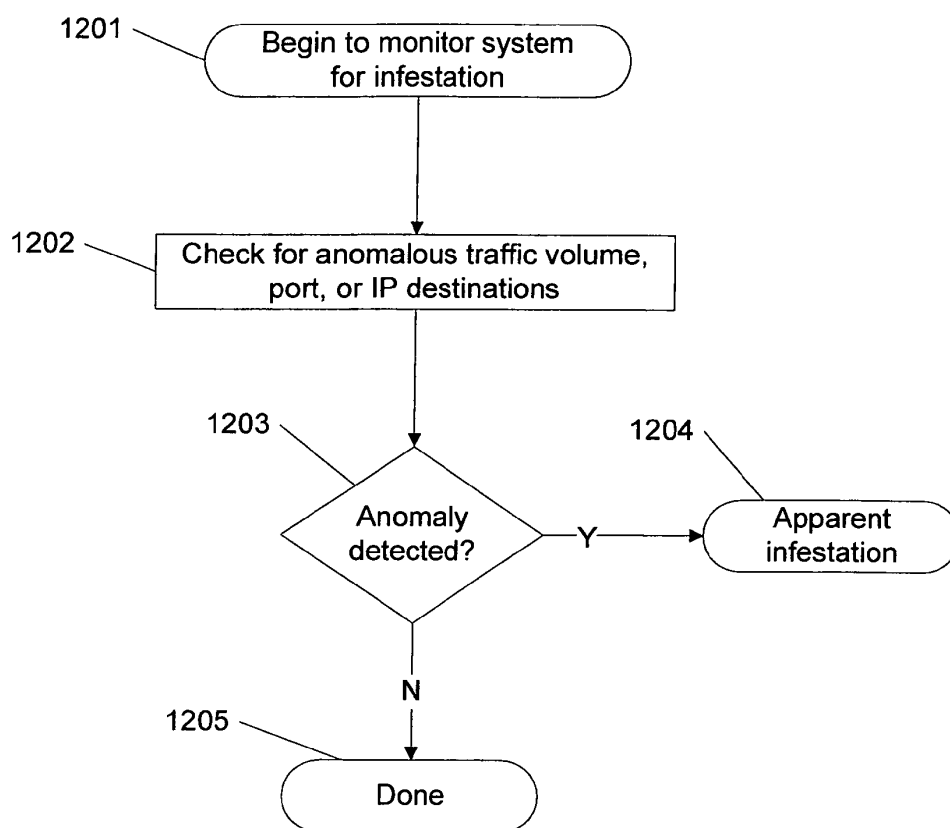 1201
Begin to monitor system
for infestation
1202
Check for anomalous traffic volume,
port, or IP destinations
1203
1204
Anomaly
detected?
Y
Apparent
infestation
N
1205
Done